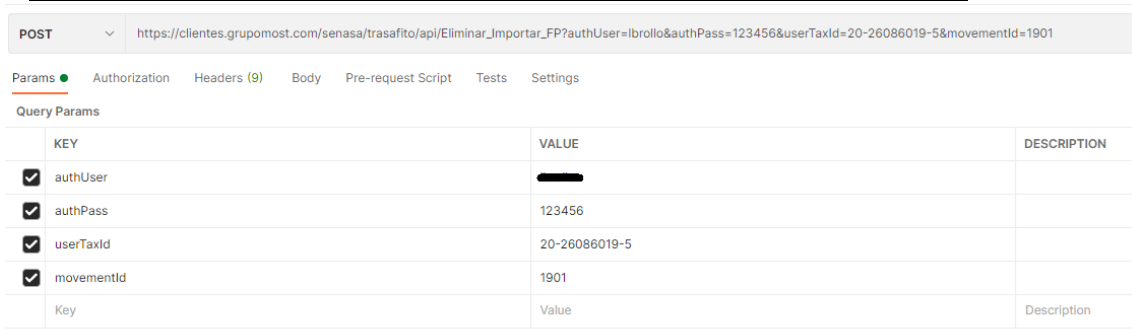 POST https://clientes.grupomost.com/senasa/trasafito/api/Eliminar_Importar_FP?authUser=lbrollo&authPass=123456&userTaxId=20-26086019-5&movementId=1901
Params Authorization Headers (9) Body Pre-request Script Tests Settings
Query Params
KEY VALUE DESCRIPTION
authUser
authPass 123456
userTaxId 20-26086019-5
movementId 1901
Key Value Description